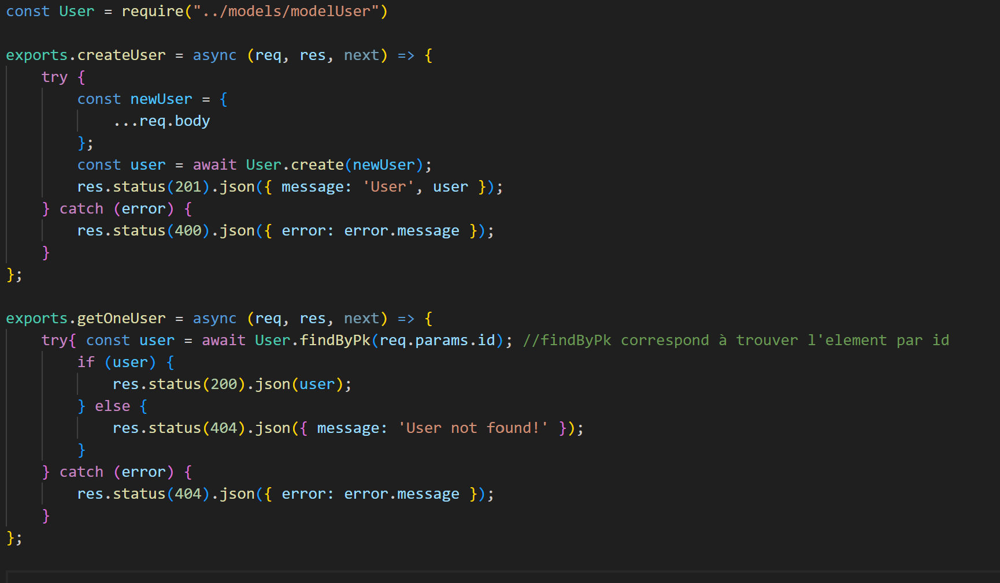 const User = require("../models/modelUser")
exports.createUser = async (req, res, next) => {
try {
const newUser = {
...req.body
};
const user = await User.create(newUser);
res.status(201).json({ message: 'User', user });
} catch (error) {
res.status(400).json({ error: error.message });
}
};
exports.getOneUser = async (req, res, next) => {
try{ const user = await User.findByPk(req.params.id); //findByPk correspond à trouver l'element par id
if (user) {
res.status(200).json(user);
} else {
res.status(404).json({ message: 'User not found!' });
}
} catch (error) {
res.status(404).json({ error: error.message });
}
};